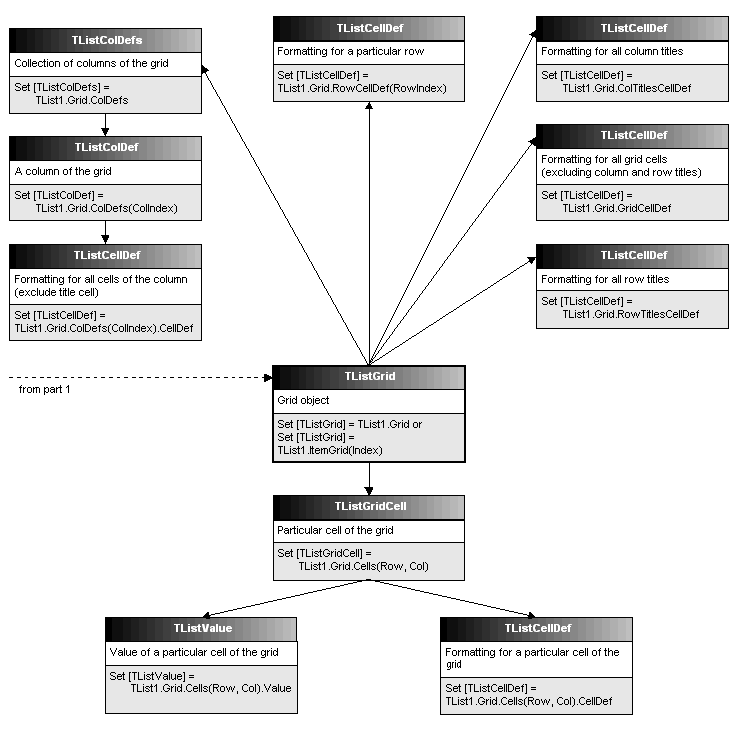 TListColDefs
Collection of columns of the grid
Set [TListColDefs] =
TList1.Grid.ColDefs
TListColDef
A column of the grid
Set [TListColDef] =
TList1.Grid.ColDefs(ColIndex)
TListCellDef
Formatting for all cells of the column
(exclude title cell)
Set [TListCellDef] =
TList1.Grid.ColDefs(ColIndex).CellDef
TListCellDef
Formatting for a particular row
Set [TListCellDef] =
TList1.Grid.RowCellDef(RowIndex)
TListCellDef
Formatting for all column titles
Set [TListCellDef] =
TList1.Grid.ColTitlesCellDef
TListCellDef
Formatting for all grid cells
(excluding column and row titles)
Set [TListCellDef] =
TList1.Grid.GridCellDef
TListCellDef
Formatting for all row titles
Set [TListCellDef] =
TList1.Grid.RowTitlesCellDef
from part 1
TListGrid
Grid object
Set [TListGrid] = TList1.Grid or
Set [TListGrid] =
TList1.ItemGrid(Index)
TListGridCell
Particular cell of the grid
Set [TListGridCell] =
TList1.Grid.Cells(Row, Col)
TListValue
Value of a particular cell of the grid
Set [TListValue] =
TList1.Grid.Cells(Row, Col).Value
TListCellDef
Formatting for a particular cell of the
grid
Set [TListCellDef] =
TList1.Grid.Cells(Row, Col).CellDef